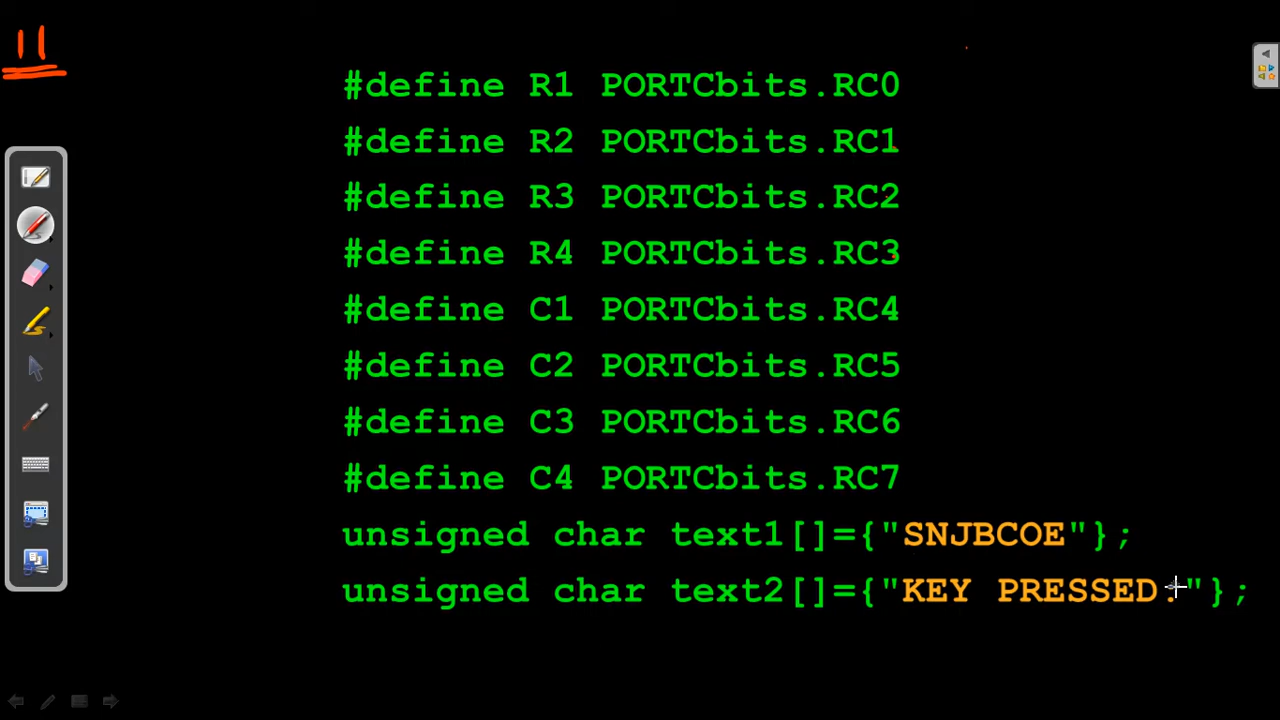 11
#define R1 PORTCbits.RC0
#define R2 PORTCbits.RC1
#define R3 PORTCbits.RC2
#define R4 PORTCbits.RC3
#define C1 PORTCbits.RC4
#define C2 PORTCbits.RC5
#define C3 PORTCbits.RC6
#define C4 PORTCbits.RC7
unsigned char text1[]={"SNJBCOE"};
unsigned char text2[]={"KEY PRESSED:"};